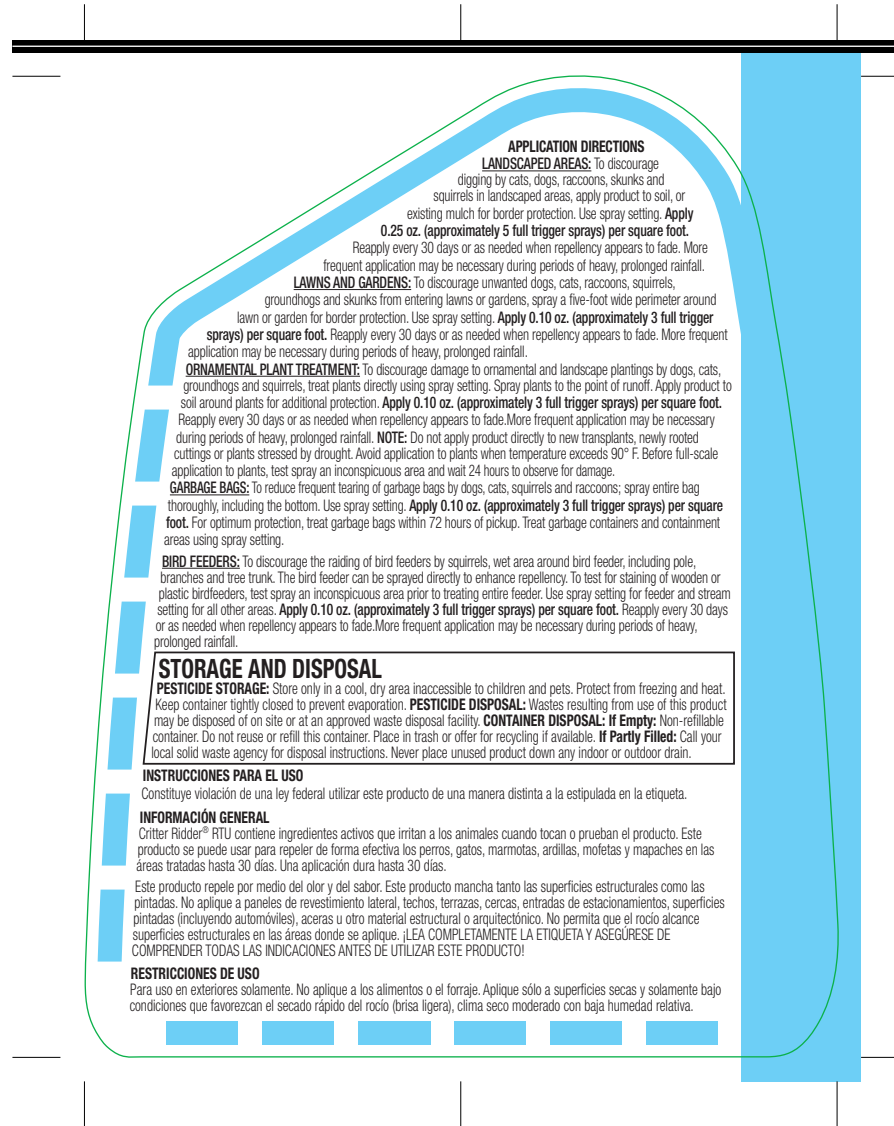 APPLICATION DIRECTIONS
LANDSCAPED AREAS: To discourage
digging by cats, dogs, raccoons, skunks and
squirrels in landscaped areas, apply product to soil, or
existing mulch for border protection. Use spray setting. Apply
0.25 oz. (approximately 5 full trigger sprays) per square foot.
Reapply every 30 days or as needed when repellency appears to fade. More
frequent application may be necessary during periods of heavy, prolonged rainfall.
LAWNS AND GARDENS: To discourage unwanted dogs, cats, raccoons, squirrels,
groundhogs and skunks from entering lawns or gardens, spray a five-foot wide perimeter around
lawn or garden for border protection. Use spray setting. Apply 0.10 oz. (approximately 3 full trigger
sprays) per square foot. Reapply every 30 days or as needed when repellency appears to fade. More frequent
application may be necessary during periods of heavy, prolonged rainfall.
ORNAMENTAL PLANT TREATMENT: To discourage damage to ornamental and landscape plantings by dogs, cats,
groundhogs and squirrels, treat plants directly using spray setting. Spray plants to the point of runoff. Apply product to
soil around plants for additional protection. Apply 0.10 oz. (approximately 3 full trigger sprays) per square foot.
Reapply every 30 days or as needed when repellency appears to fade.More frequent application may be necessary
during periods of heavy, prolonged rainfall. NOTE: Do not apply product directly to new transplants, newly rooted
cuttings or plants stressed by drought. Avoid application to plants when temperature exceeds 90° F. Before full-scale
application to plants, test spray an inconspicuous area and wait 24 hours to observe for damage.
GARBAGE BAGS: To reduce frequent tearing of garbage bags by dogs, cats, squirrels and raccoons; spray entire bag
thoroughly, including the bottom. Use spray setting. Apply 0.10 oz. (approximately 3 full trigger sprays) per square
foot. For optimum protection, treat garbage bags within 72 hours of pickup. Treat garbage containers and containment
areas using spray setting.
BIRD FEEDERS: To discourage the raiding of bird feeders by squirrels, wet area around bird feeder, including pole,
branches and tree trunk. The bird feeder can be sprayed directly to enhance repellency. To test for staining of wooden or
plastic birdfeeders, test spray an inconspicuous area prior to treating entire feeder. Use spray setting for feeder and stream
setting for all other areas. Apply 0.10 oz. (approximately 3 full trigger sprays) per square foot. Reapply every 30 days
or as needed when repellency appears to fade.More frequent application may be necessary during periods of heavy,
prolonged rainfall.
STORAGE AND DISPOSAL
PESTICIDE STORAGE: Store only in a cool, dry area inaccessible to children and pets. Protect from freezing and heat.
Keep container tightly closed to prevent evaporation. PESTICIDE DISPOSAL: Wastes resulting from use of this product
may be disposed of on site or at an approved waste disposal facility. CONTAINER DISPOSAL: If Empty: Non-refillable
container. Do not reuse or refill this container. Place in trash or offer for recycling if available. If Partly Filled: Call your
local solid waste agency for disposal instructions. Never place unused product down any indoor or outdoor drain.
INSTRUCCIONES PARA EL USO
Constituye violación de una ley federal utilizar este producto de una manera distinta a la estipulada en la etiqueta.
INFORMACIÓN GENERAL
Critter Ridder® RTU contiene ingredientes activos que irritan a los animales cuando tocan o prueban el producto. Este
producto se puede usar para repeler de forma efectiva los perros, gatos, marmotas, ardillas, mofetas y mapaches en las
áreas tratadas hasta 30 días. Una aplicación dura hasta 30 días.
Este producto repele por medio del olor y del sabor. Este producto mancha tanto las superficies estructurales como las
pintadas. No aplique a paneles de revestimiento lateral, techos, terrazas, cercas, entradas de estacionamientos, superficies
pintadas (incluyendo automóviles), aceras u otro material estructural o arquitectónico. No permita que el rocío alcance
superficies estructurales en las áreas donde se aplique. ¡LEA COMPLETAMENTE LA ETIQUETA Y ASEGÚRESE DE
COMPRENDER TODAS LAS INDICACIONES ANTES DE UTILIZAR ESTE PRODUCTO!
RESTRICCIONES DE USO
Para uso en exteriores solamente. No aplique a los alimentos o el forraje. Aplique sólo a superficies secas y solamente bajo
condiciones que favorezcan el secado rápido del rocío (brisa ligera), clima seco moderado con baja humedad relativa.